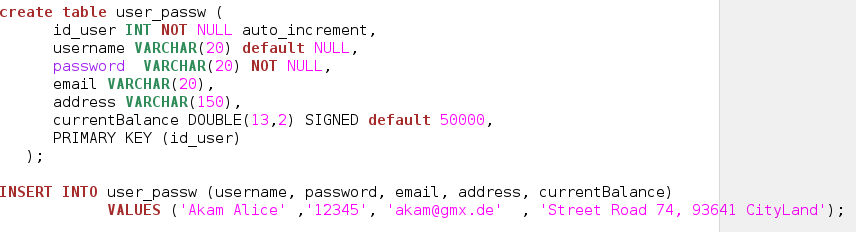 create table user_passw (
id_user INT NOT NULL auto_increment,
username VARCHAR(20) default NULL,
password VARCHAR(20) NOT NULL,
email VARCHAR(20),
address VARCHAR(150),
currentBalance DOUBLE(13,2) SIGNED default 50000,
PRIMARY KEY (id_user)
);
INSERT INTO user_passw (username, password, email, address, currentBalance)
VALUES ('Akam Alice' ,'12345', 'akam@gmx.de' , 'Street Road 74, 93641 CityLand');